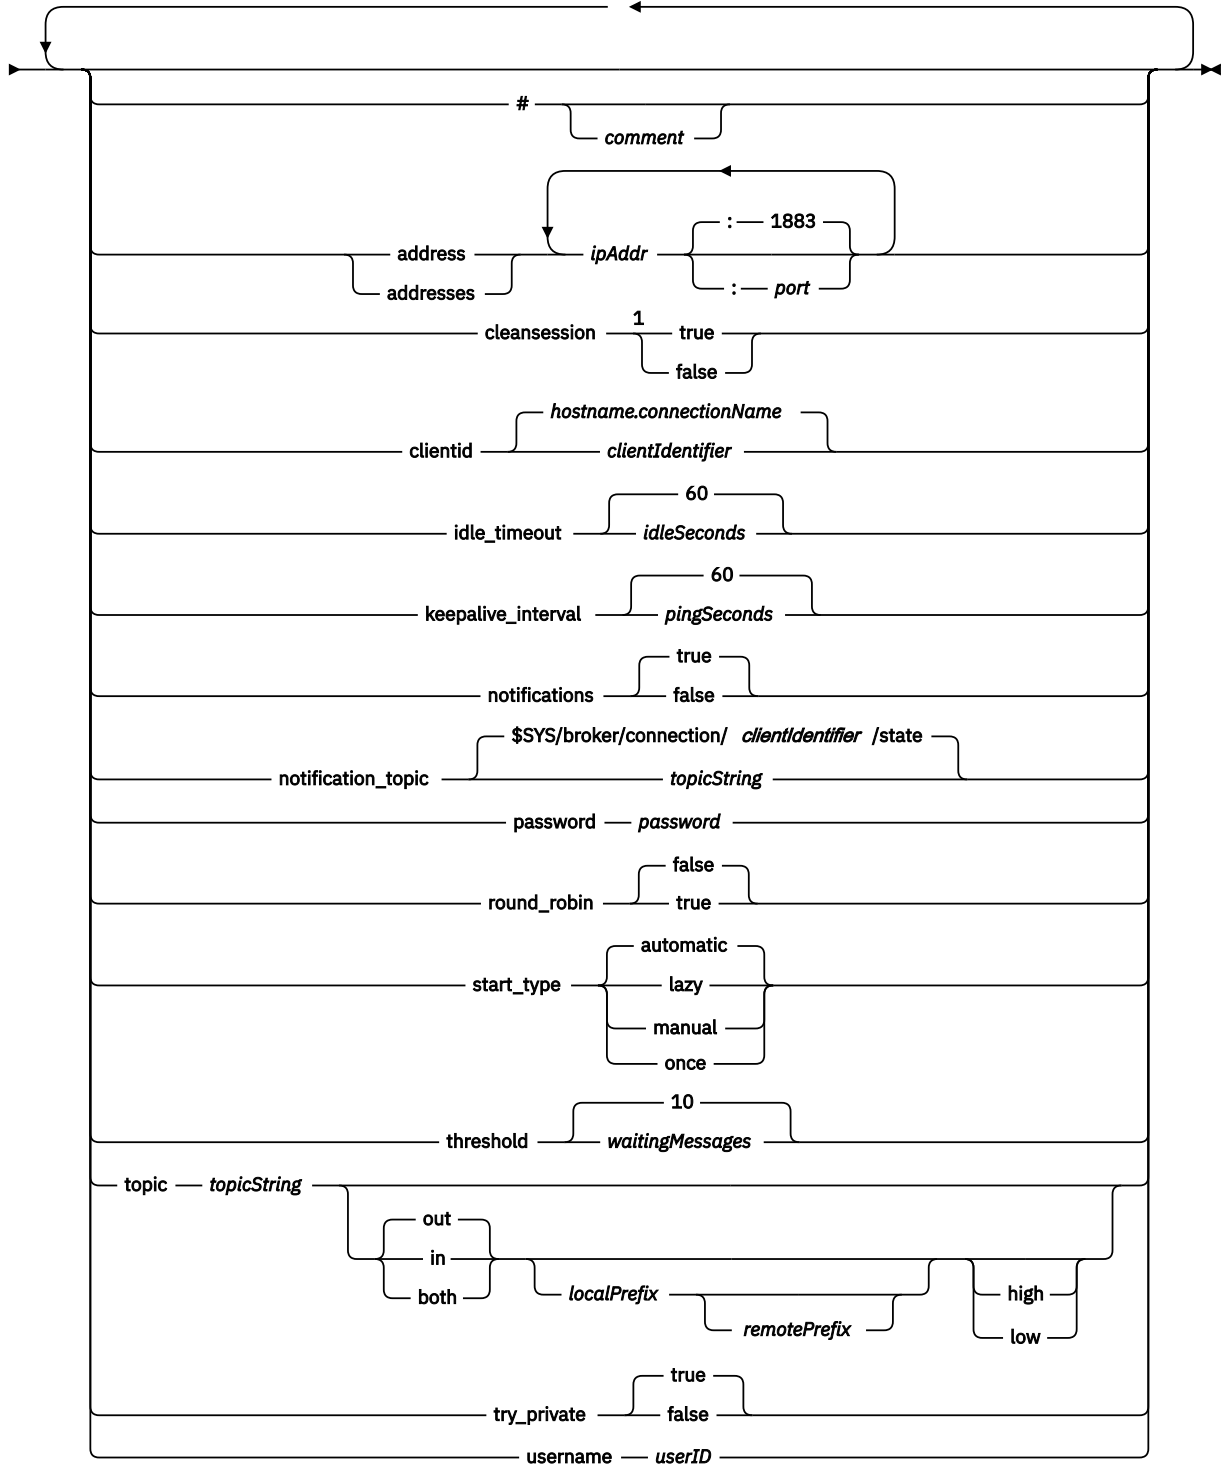 #
comment
: 1883
address ipAddr
addresses : port
1
cleansession true
false
hostname.connectionName
clientid clientIdentifier
60
idle_timeout idleSeconds
60
keepalive_interval pingSeconds
true
notifications false
$SYS/broker/connection/ clientIdentifier /state
notification_topic topicString
password password
false
round_robin true
automatic
start_type lazy
manual
once
10
threshold waitingMessages
topic topicString
out
in
both localPrefix high
remotePrefix low
true
try_private false
username userID